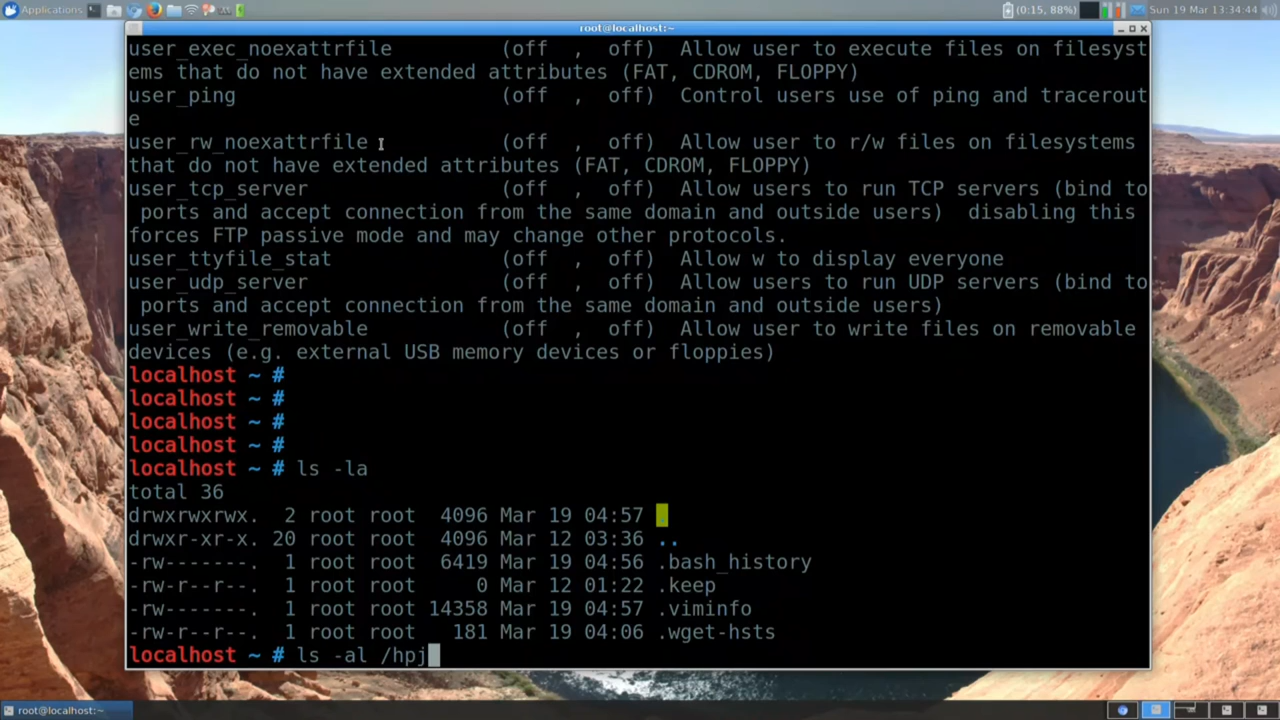 Applications
(0:15, 88%)
Sun 19 Mar 13:34:44
root@localhost:~
user_exec_noexattrfile (off , off) Allow user to execute files on filesyst
ems that do not have extended attributes (FAT, CDROM, FLOPPY)
user_ping (off , off) Control users use of ping and tracerout
e
user_rw_noexattrfile (off , off) Allow user to r/w files on filesystems
that do not have extended attributes (FAT, CDROM, FLOPPY)
user_tcp_server (off , off) Allow users to run TCP servers (bind to
ports and accept connection from the same domain and outside users) disabling this
forces FTP passive mode and may change other protocols.
user_ttyfile_stat (off , off) Allow w to display everyone
user_udp_server (off , off) Allow users to run UDP servers (bind to
ports and accept connection from the same domain and outside users)
user_write_removable (off , off) Allow user to write files on removable
devices (e.g. external USB memory devices or floppies)
localhost ~ #
localhost ~ #
localhost ~ #
localhost ~ #
localhost ~ # ls -la
total 36
drwxrwxrwx. 2 root root 4096 Mar 19 04:57 .
drwxr-xr-x. 20 root root 4096 Mar 12 03:36 ..
-rw-------. 1 root root 6419 Mar 19 04:56 .bash_history
-rw-r--r--. 1 root root 0 Mar 12 01:22 .keep
-rw-------. 1 root root 14358 Mar 19 04:57 .viminfo
-rw-r--r--. 1 root root 181 Mar 19 04:06 .wget-hsts
localhost ~ # ls -al /hpj
root@localhost:~